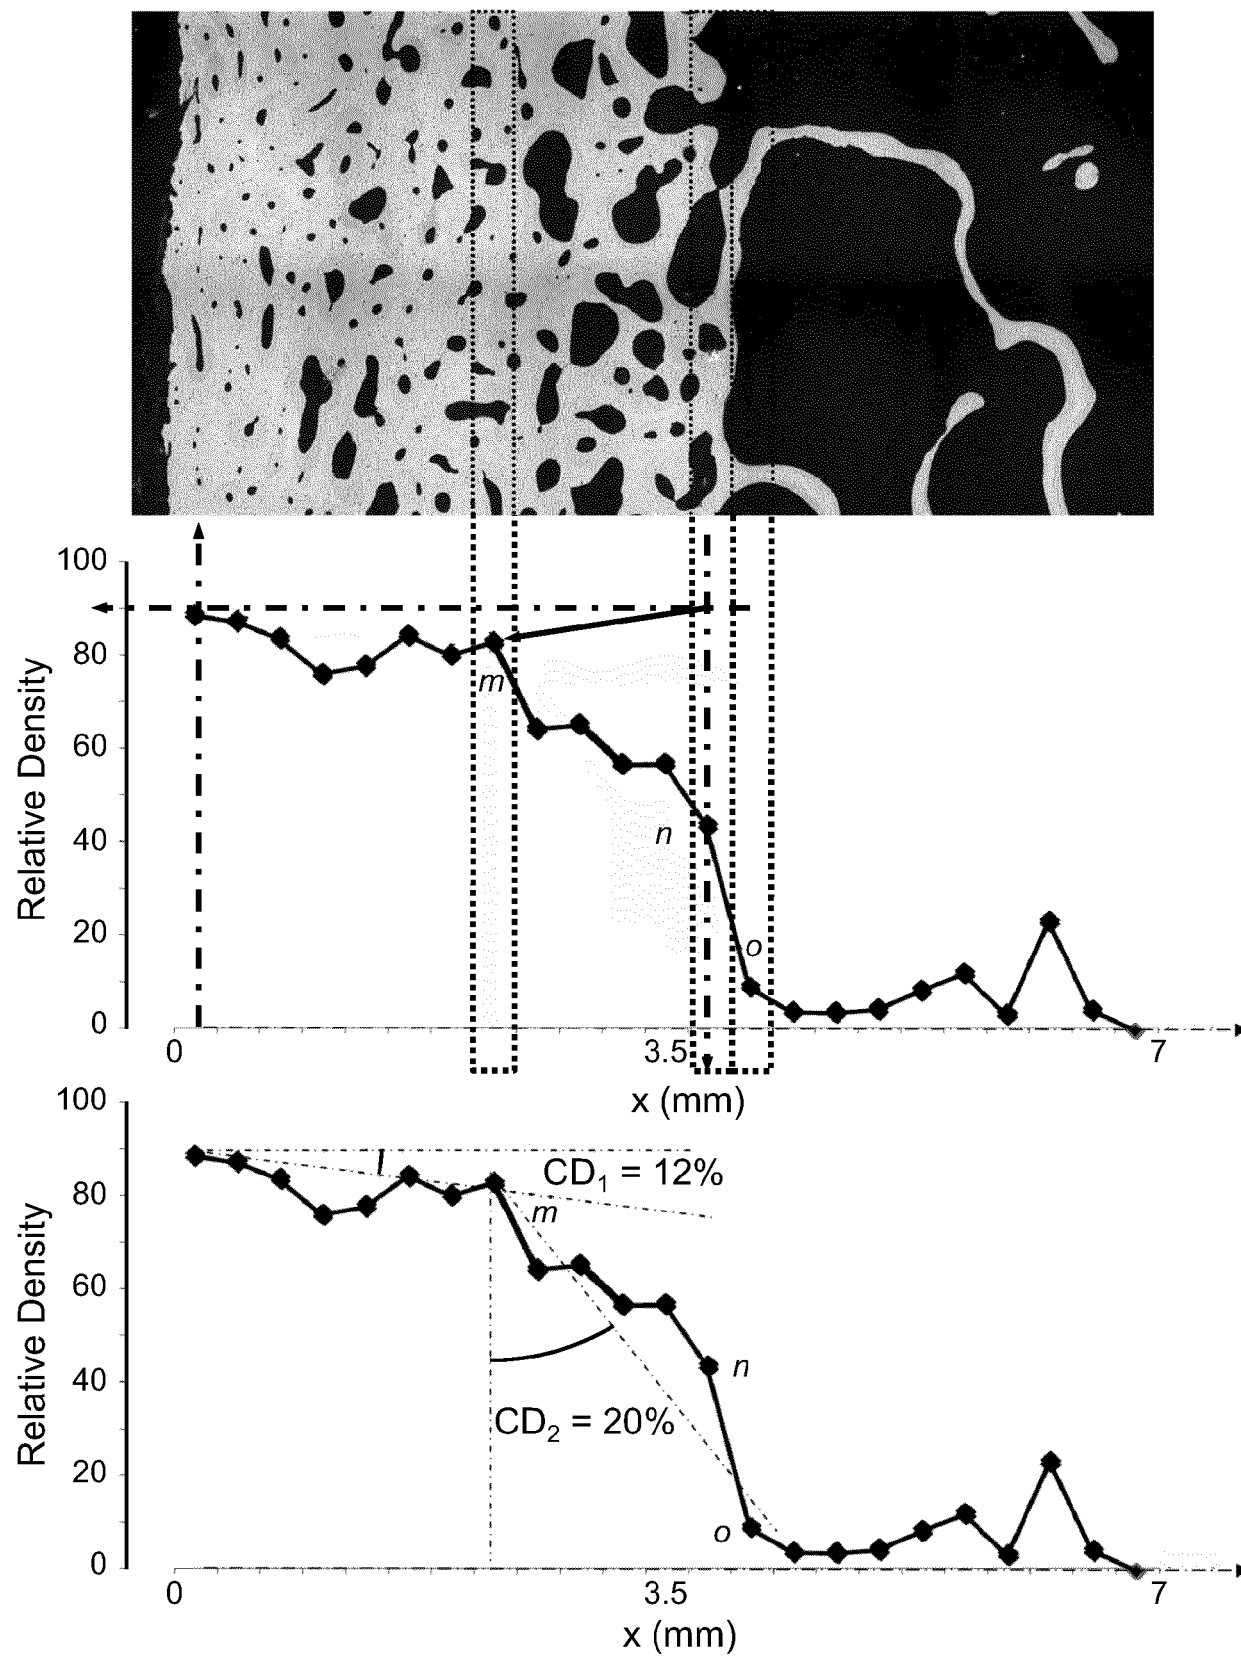 100
80
60
40
20
0
Relative Density
m
n
o
0 3.5 7
x (mm)
100
80
60
40
20
0
Relative Density
CD1 = 12%
m
n
CD2 = 20%
o
0 3.5 7
x (mm)